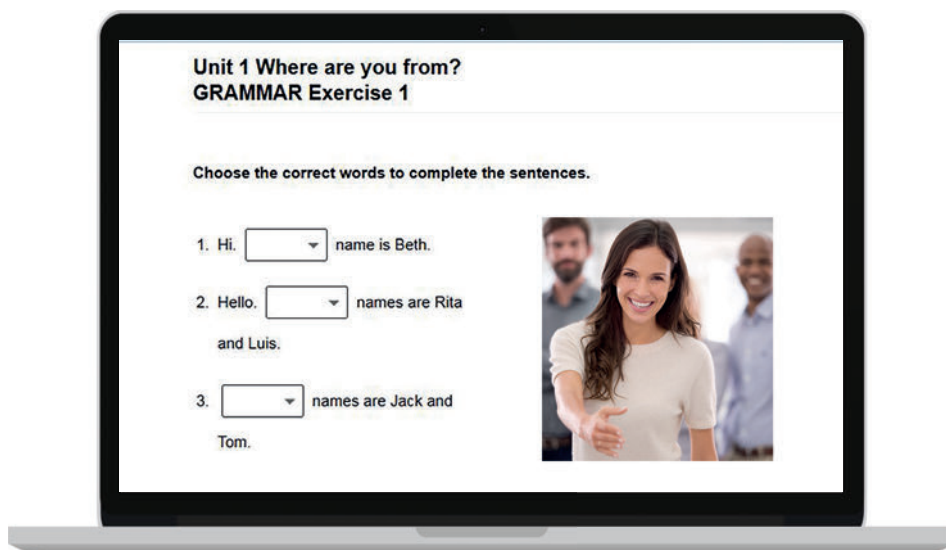 Unit 1 Where are you from?
GRAMMAR Exercise 1
Choose the correct words to complete the sentences.
1. Hi. name is Beth.
2. Hello. names are Rita
and Luis.
3. names are Jack and
Tom.